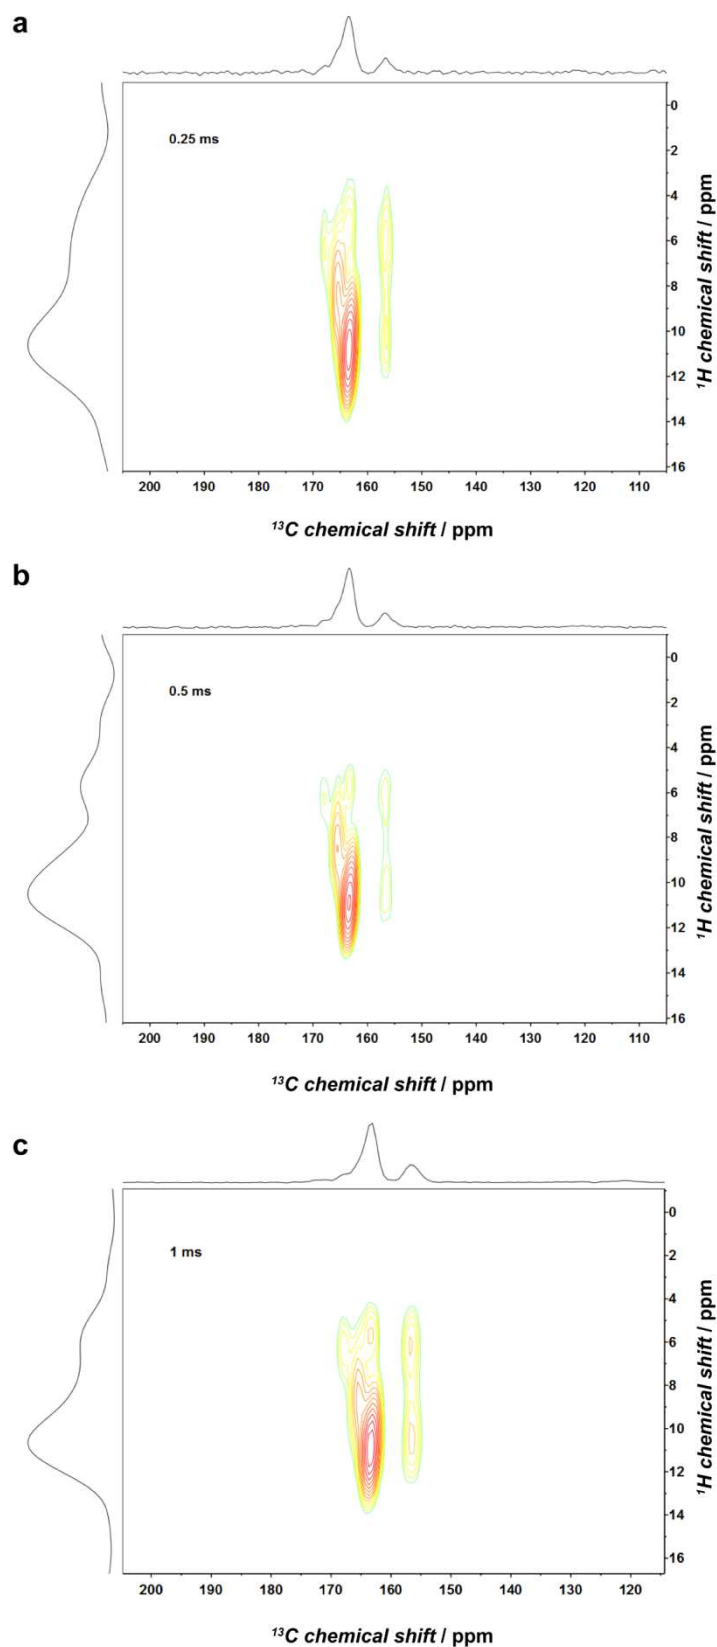 a
0.25 ms
0
2
4
6
8
10
12
14
16
¹H chemical shift / ppm
200 190 180 170 160 150 140 130 120 110
¹³C chemical shift / ppm
b
0.5 ms
0
2
4
6
8
10
12
14
16
¹H chemical shift / ppm
200 190 180 170 160 150 140 130 120 110
¹³C chemical shift / ppm
c
1 ms
0
2
4
6
8
10
12
14
16
¹H chemical shift / ppm
200 190 180 170 160 150 140 130 120
¹³C chemical shift / ppm